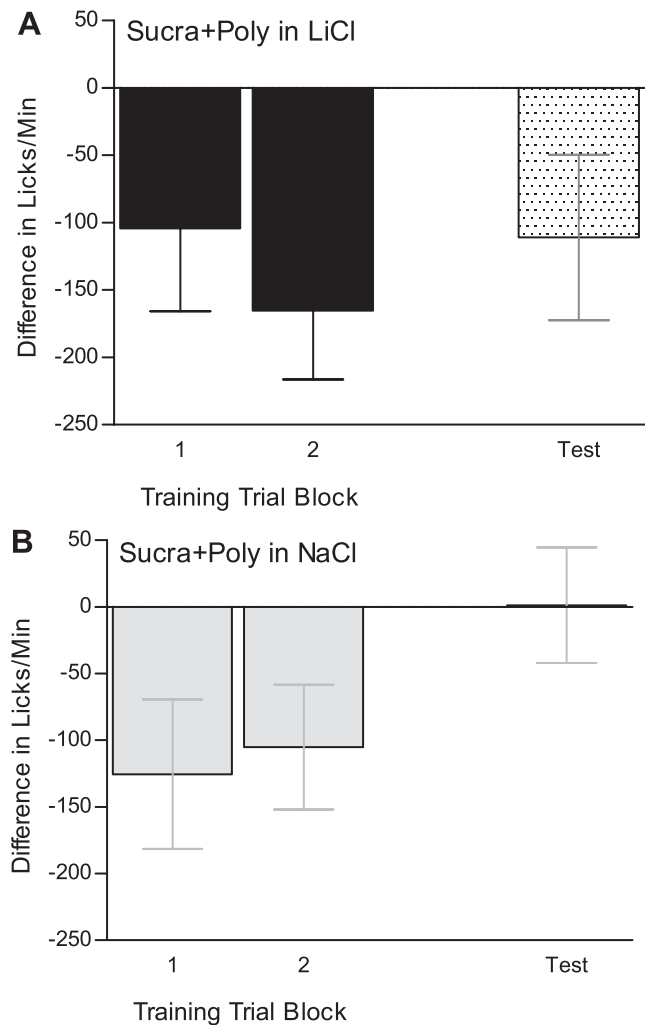 A
Sucra+Poly in LiCl
Difference in Licks/Min
50
0
-50
-100
-150
-200
-250
1 2 Test
Training Trial Block
B
Sucra+Poly in NaCl
Difference in Licks/Min
50
0
-50
-100
-150
-200
-250
1 2 Test
Training Trial Block